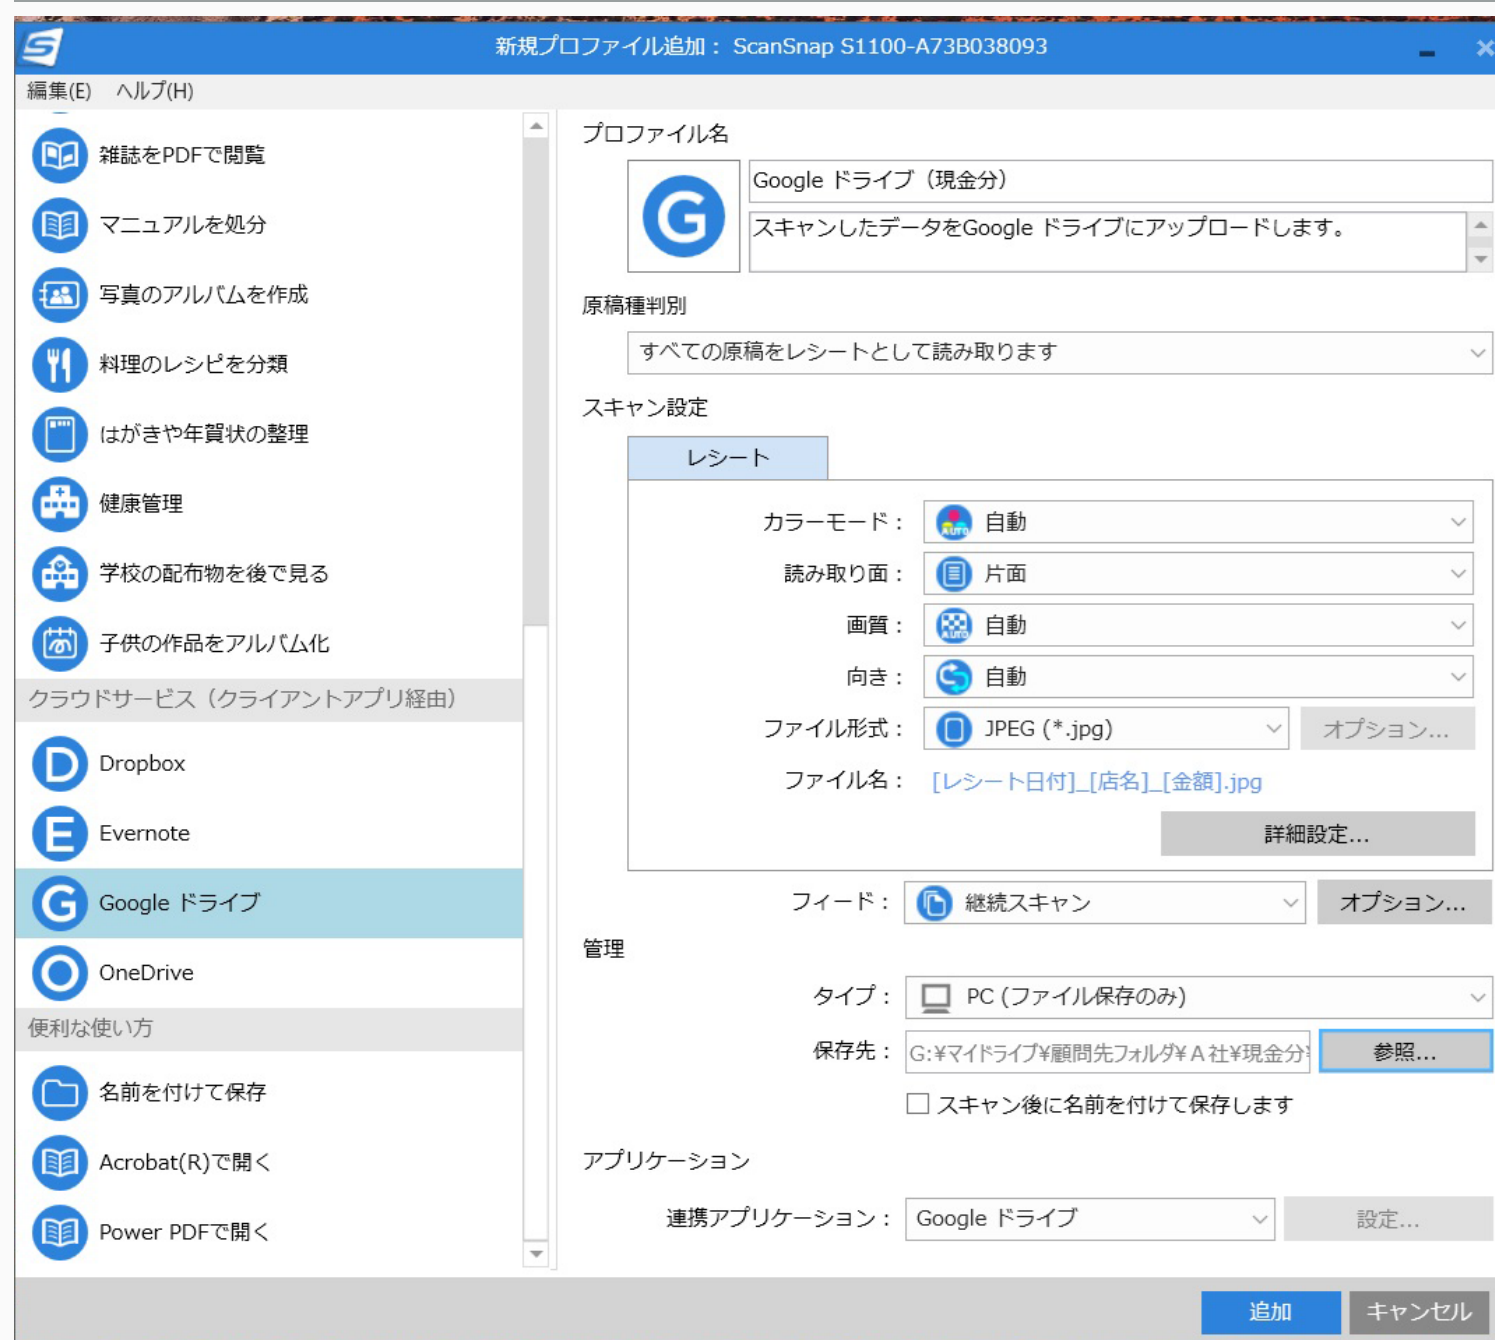 新規プロファイル追加： ScanSnap S1100-A73B038093
編集(E) ヘルプ(H)
雑誌をPDFで閲覧
マニュアルを処分
写真のアルバムを作成
料理のレシピを分類
はがきや年賀状の整理
健康管理
学校の配布物を後で見る
子供の作品をアルバム化
クラウドサービス（クライアントアプリ経由）
Dropbox
Evernote
Google ドライブ
OneDrive
便利な使い方
名前を付けて保存
Acrobat(R)で開く
Power PDFで開く
プロファイル名
Google ドライブ（現金分）
スキャンしたデータをGoogle ドライブにアップロードします。
原稿種判別
すべての原稿をレシートとして読み取ります
スキャン設定
レシート
カラーモード： 自動
読み取り面： 片面
画質： 自動
向き： 自動
ファイル形式： JPEG (*.jpg) オプション...
ファイル名： [レシート日付]_[店名]_[金額].jpg
詳細設定...
フィード： 継続スキャン オプション...
管理
タイプ： PC (ファイル保存のみ)
保存先： G:¥マイドライブ¥顧問先フォルダ¥Ａ社¥現金分¥ 参照...
スキャン後に名前を付けて保存します
アプリケーション
連携アプリケーション： Google ドライブ 設定...
追加 キャンセル